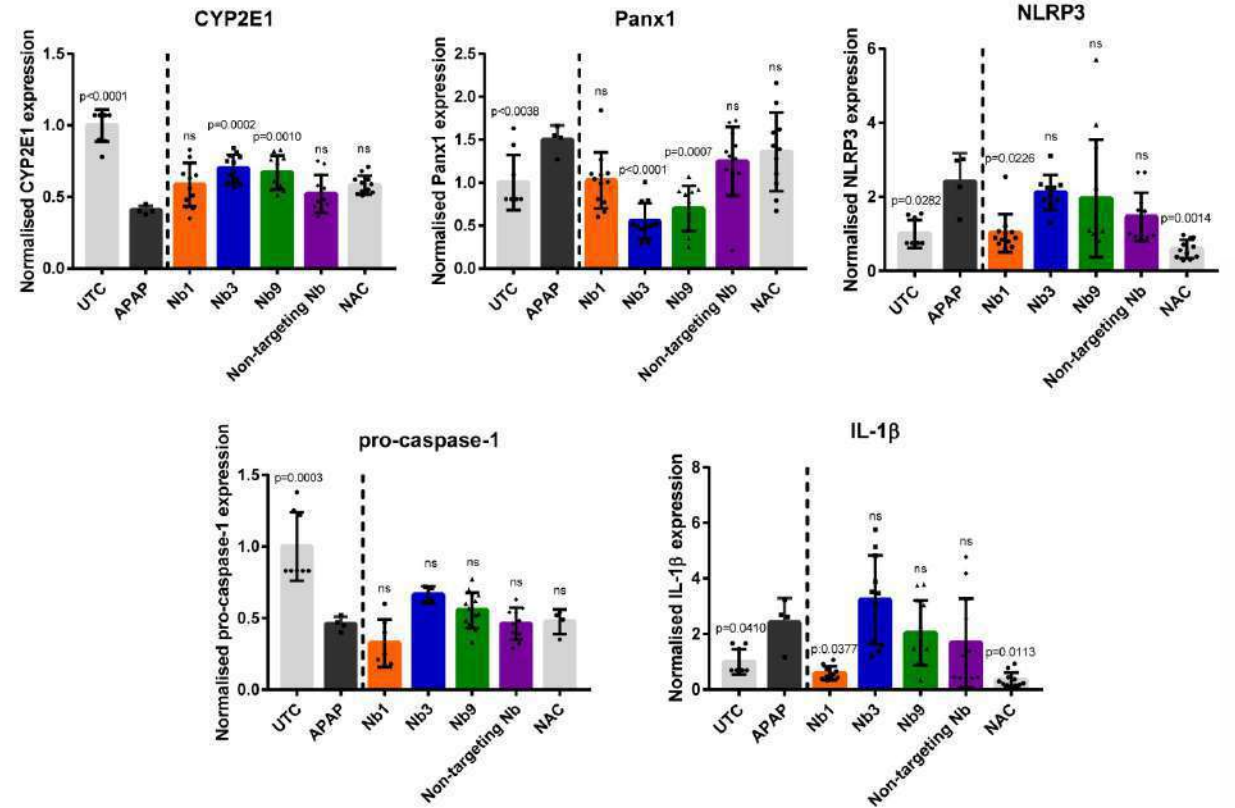 CYP2E1
Normalised CYP2E1 expression
1.5
1.0
0.5
0.0
p<0.0001
ns
p=0.0002
p=0.0010
ns
ns
UTC
APAP
Nb1
Nb3
Nb9
Non-targeting Nb
NAC
Panx1
Normalised Panx1 expression
2.5
2.0
1.5
1.0
0.5
0.0
p<0.0038
ns
p<0.0001
p=0.0007
ns
ns
UTC
APAP
Nb1
Nb3
Nb9
Non-targeting Nb
NAC
NLRP3
Normalised NLRP3 expression
6
4
2
0
p=0.0282
p=0.0226
ns
ns
ns
p=0.0014
UTC
APAP
Nb1
Nb3
Nb9
Non-targeting Nb
NAC
pro-caspase-1
Normalised pro-caspase-1 expression
1.5
1.0
0.5
0.0
p=0.0003
ns
ns
ns
ns
ns
UTC
APAP
Nb1
Nb3
Nb9
Non-targeting Nb
NAC
IL-1β
Normalised IL-1β expression
8
6
4
2
0
p=0.0410
p:0.0377
ns
ns
ns
p=0.0113
UTC
APAP
Nb1
Nb3
Nb9
Non-targeting Nb
NAC